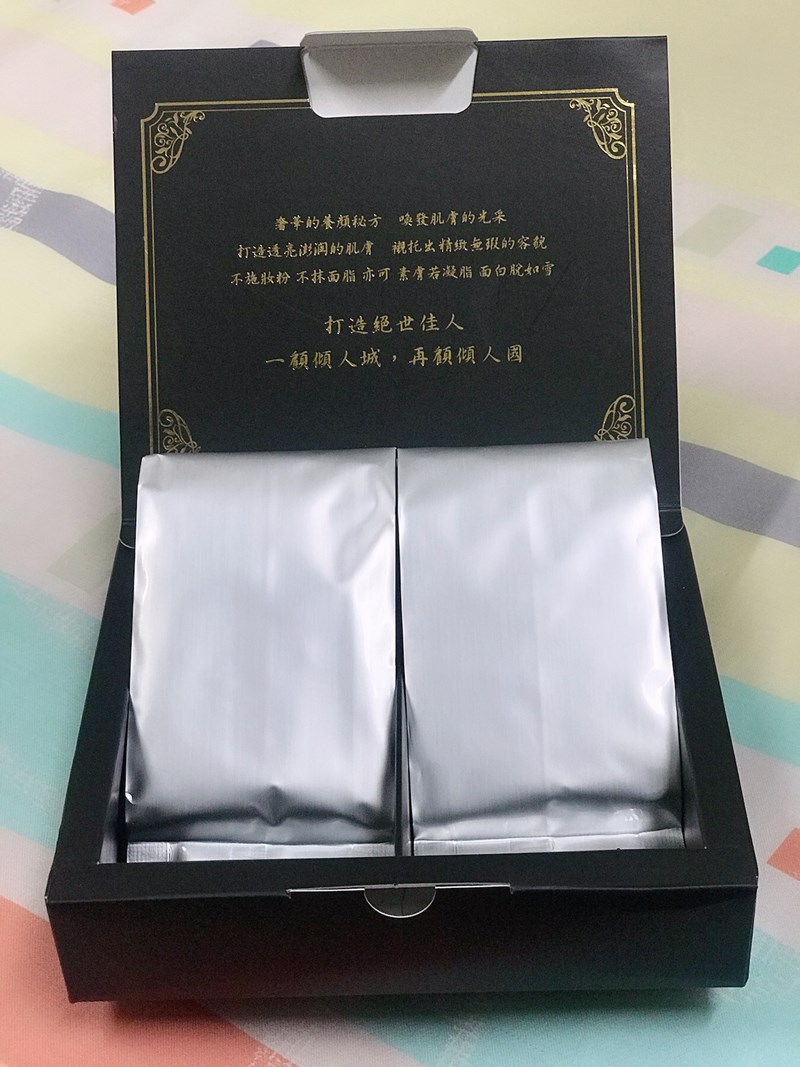 奢華的養顏秘方　喚發肌膚的光采
打造透亮澎潤的肌膚　襯托出精緻無瑕的容貌
不施妝粉 不抹面脂 亦可 素膚若凝脂 面白脫如雪
打造絕世佳人
一顧傾人城，再顧傾人國